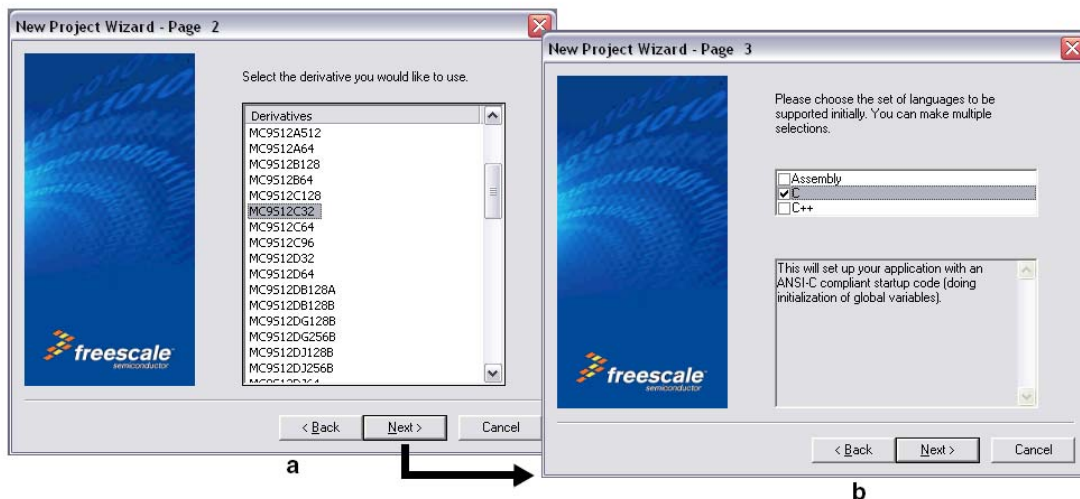 New Project Wizard - Page 2
Select the derivative you would like to use.
Derivatives
MC9S12A512
MC9S12A64
MC9S12B128
MC9S12B64
MC9S12C128
MC9S12C32
MC9S12C64
MC9S12C96
MC9S12D32
MC9S12D64
MC9S12DB128A
MC9S12DB128B
MC9S12DG128B
MC9S12DG256B
MC9S12DJ128B
MC9S12DJ256B
MC9S12DJ64
freescale
semiconductor
< Back
Next >
Cancel
a
New Project Wizard - Page 3
Please choose the set of languages to be
supported initially. You can make multiple
selections.
Assembly
C
C++
This will set up your application with an
ANSI-C compliant startup code (doing
initialization of global variables).
freescale
semiconductor
< Back
Next >
Cancel
b